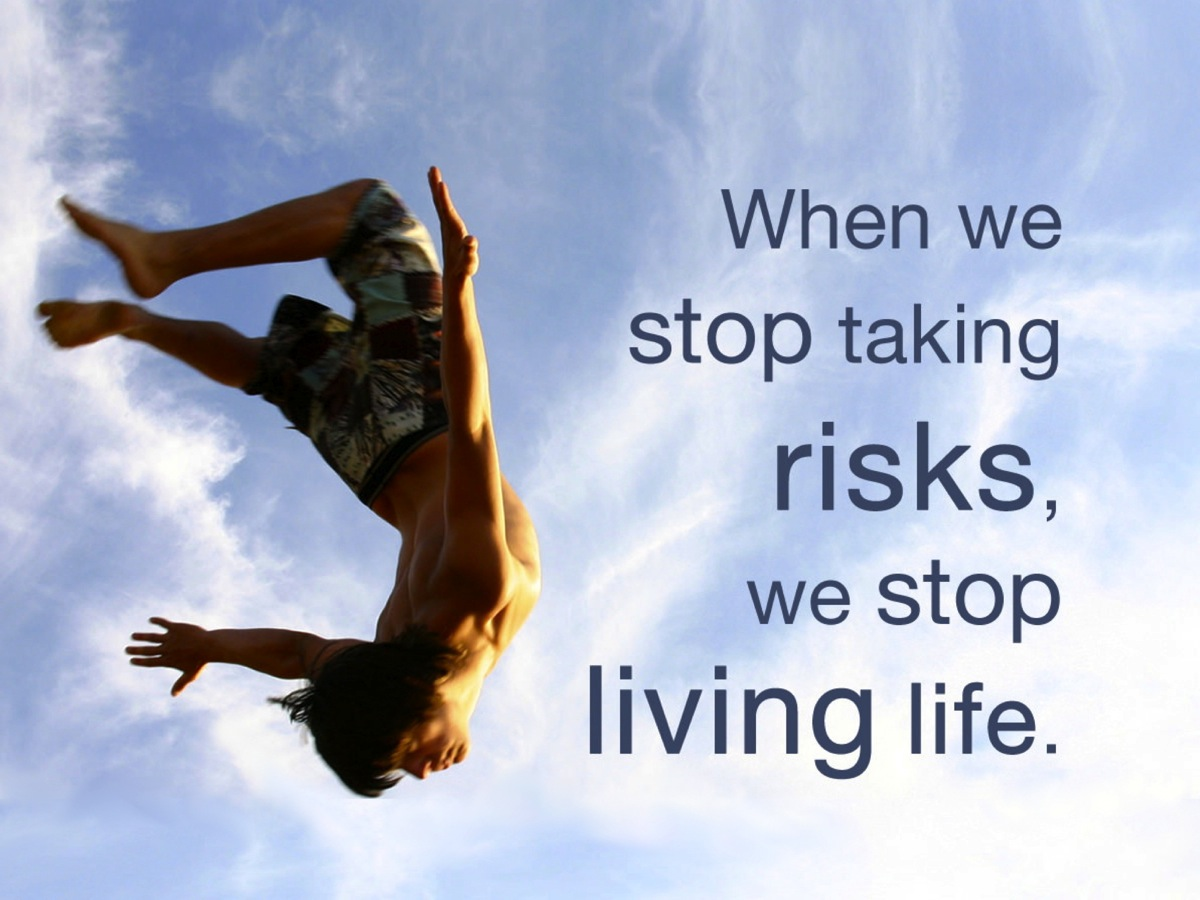 When we
stop taking
risks,
we stop
living life.